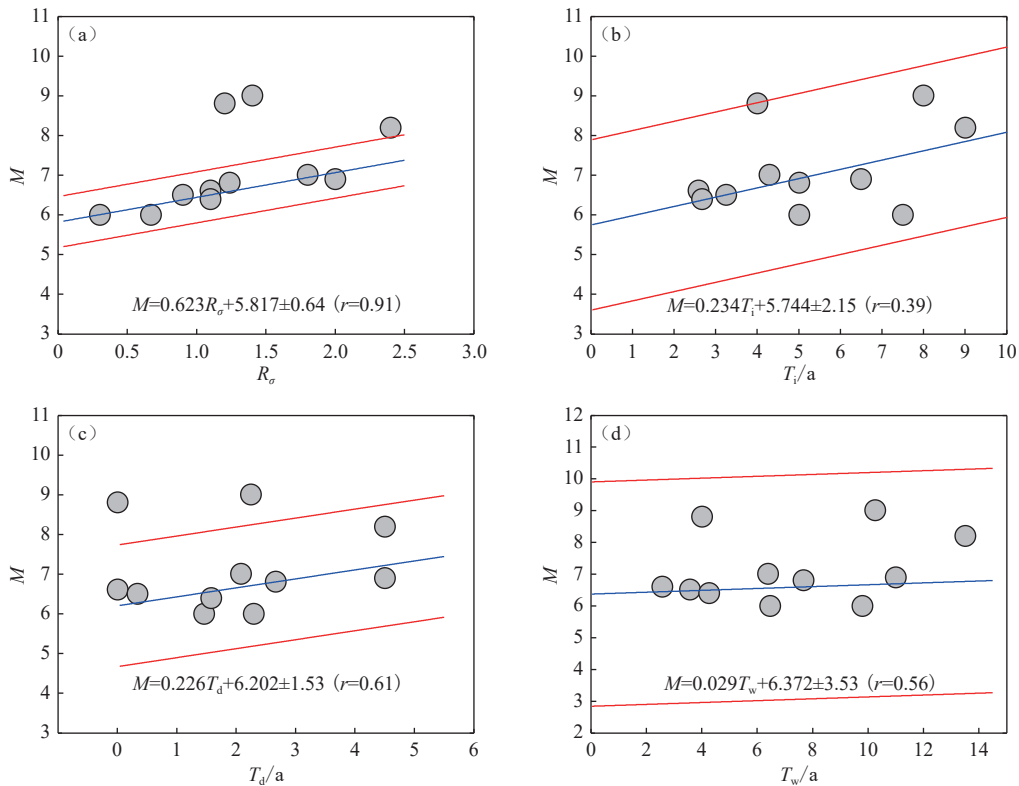 (a)
11
10
9
8
7
6
5
4
3
M
M=0.623Rσ+5.817±0.64 (r=0.91)
0 0.5 1.0 1.5 2.0 2.5 3.0
Rσ
(b)
11
10
9
8
7
6
5
4
3
M
M=0.234Ti+5.744±2.15 (r=0.39)
0 1 2 3 4 5 6 7 8 9 10
Ti/a
(c)
11
10
9
8
7
6
5
4
3
M
M=0.226Td+6.202±1.53 (r=0.61)
0 1 2 3 4 5 6
Td/a
(d)
12
11
10
9
8
7
6
5
4
3
2
M
M=0.029Tw+6.372±3.53 (r=0.56)
0 2 4 6 8 10 12 14
Tw/a